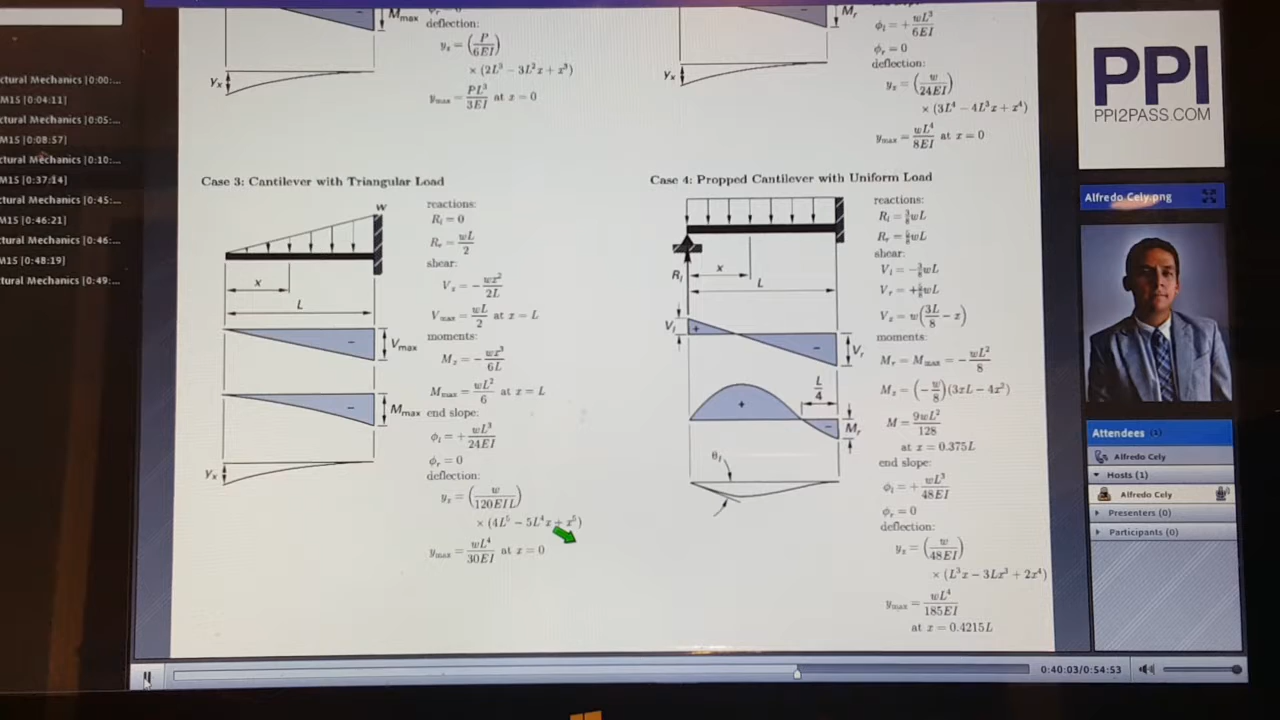 M_max
deflection:
y_x = (P/6EI)
× (2L³ − 3L²x + x³)
y_max = PL³/3EI at x = 0
y_x
M_r
φ_l = + wL³/6EI
φ_r = 0
deflection:
y_x = (w/24EI)
× (3L⁴ − 4L³x + x⁴)
y_max = wL⁴/8EI at x = 0
y_x
Case 3: Cantilever with Triangular Load
w
x
L
V_max
M_max
y_x
reactions:
R_l = 0
R_r = wL/2
shear:
V_x = −wx²/2L
V_max = wL/2 at x = L
moments:
M_x = −wx³/6L
M_max = wL²/6 at x = L
end slope:
φ_l = + wL³/24EI
φ_r = 0
deflection:
y_x = (w/120EIL)
× (4L⁵ − 5L⁴x + x⁵)
y_max = wL⁴/30EI at x = 0
Case 4: Propped Cantilever with Uniform Load
R_l
x
L
V_l
+
−
V_r
L/4
+
−
M_r
θ_l
reactions:
R_l = 3/8 wL
R_r = 5/8 wL
shear:
V_l = −3/8 wL
V_r = +5/8 wL
V_x = w(3L/8 − x)
moments:
M_r = M_max = −wL²/8
M_x = (−w/8)(3xL − 4x²)
M = 9wL²/128
at x = 0.375L
end slope:
φ_l = + wL³/48EI
φ_r = 0
deflection:
y_x = (w/48EI)
× (L³x − 3Lx³ + 2x⁴)
y_max = wL⁴/185EI
at x = 0.4215L
ctural Mechanics |0:00:...
M15 |0:04:11|
ctural Mechanics |0:05:...
M15 |0:08:57|
ctural Mechanics |0:10:...
M15 |0:37:14|
ctural Mechanics |0:45:...
M15 |0:46:21|
ctural Mechanics |0:46:...
M15 |0:48:19|
ctural Mechanics |0:49:...
PPI
PPI2PASS.COM
Alfredo Cely.png
Attendees (1)
Alfredo Cely
Hosts (1)
Alfredo Cely
Presenters (0)
Participants (0)
0:40:03/0:54:53